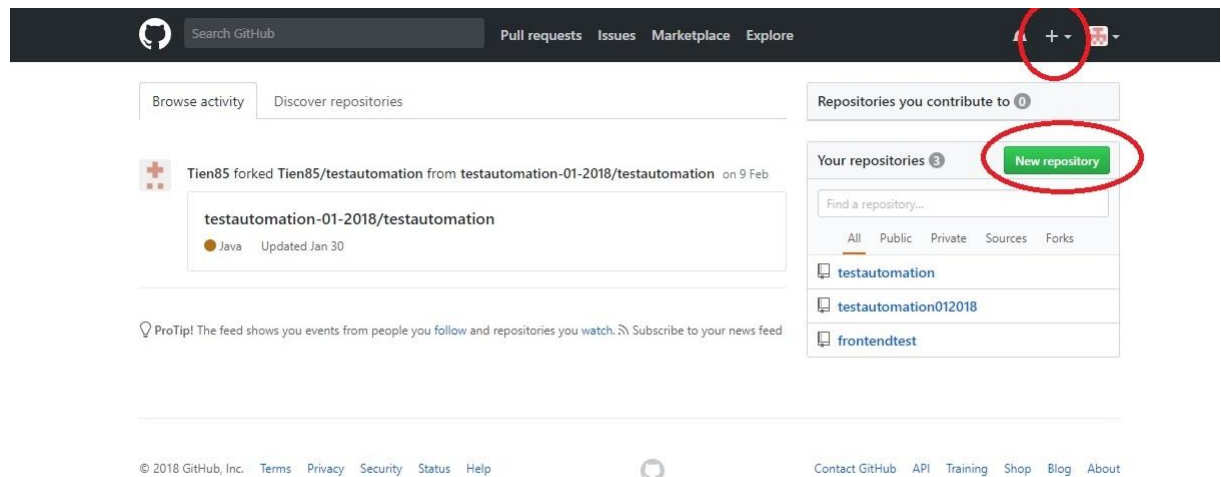 Search GitHub
Pull requests Issues Marketplace Explore
Browse activity Discover repositories
Tien85 forked Tien85/testautomation from testautomation-01-2018/testautomation on 9 Feb
testautomation-01-2018/testautomation
Java Updated Jan 30
ProTip! The feed shows you events from people you follow and repositories you watch. Subscribe to your news feed
Repositories you contribute to 0
Your repositories 3 New repository
Find a repository...
All Public Private Sources Forks
testautomation
testautomation012018
frontendtest
© 2018 GitHub, Inc. Terms Privacy Security Status Help
Contact GitHub API Training Shop Blog About